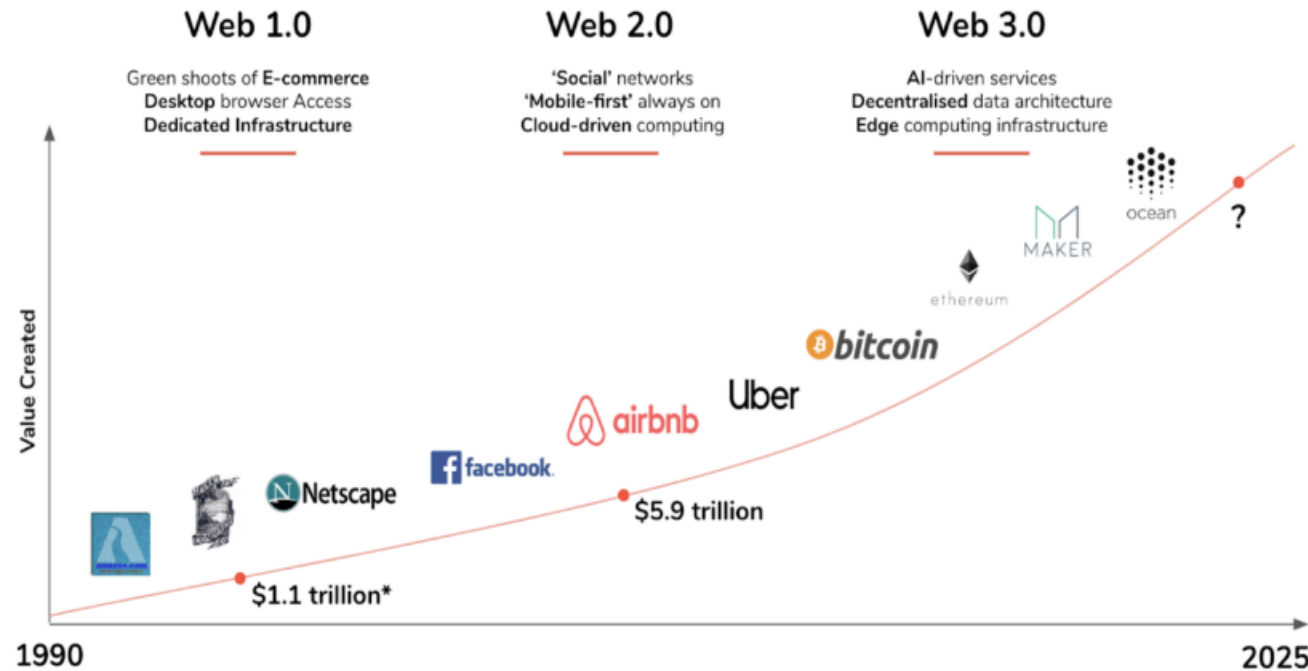 Web 1.0
Green shoots of E-commerce
Desktop browser Access
Dedicated Infrastructure
Web 2.0
‘Social’ networks
‘Mobile-first’ always on
Cloud-driven computing
Web 3.0
AI-driven services
Decentralised data architecture
Edge computing infrastructure
Value Created
amazon.com
Netscape
$1.1 trillion*
facebook.
airbnb
$5.9 trillion
Uber
bitcoin
ethereum
MAKER
ocean
?
1990
2025